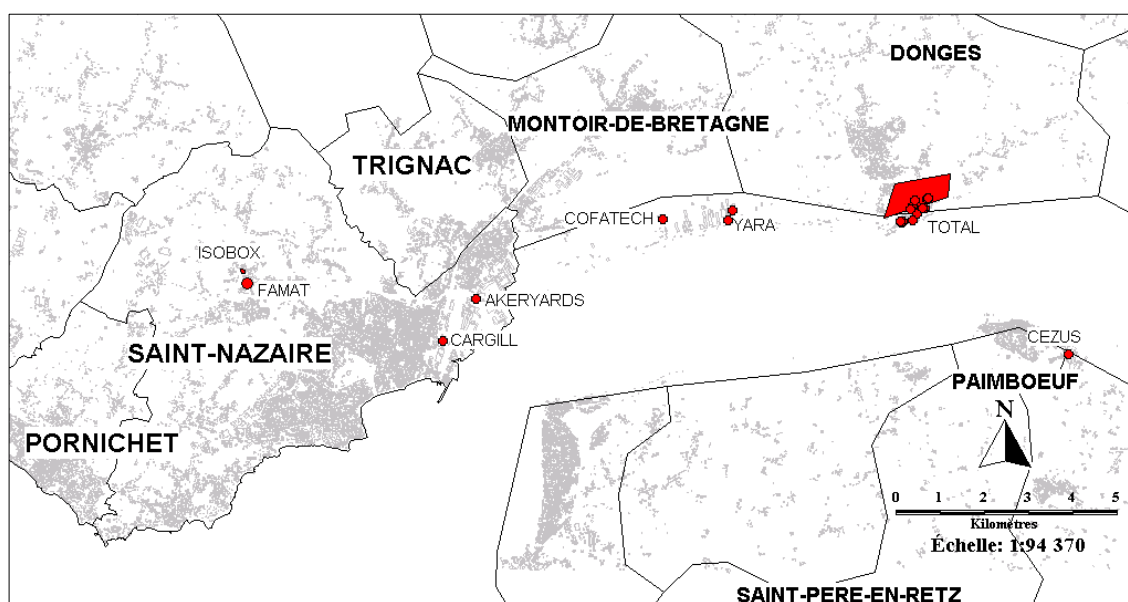 DONGES
MONTOIR-DE-BRETAGNE
TRIGNAC
COFATECH
YARA
TOTAL
ISOBOX
FAMAT
AKERYARDS
CARGILL
CEZUS
SAINT-NAZAIRE
PAIMBOEUF
PORNICHET
N
0 1 2 3 4 5
Kilomètres
Échelle: 1:94 370
SAINT-PERE-EN-RETZ